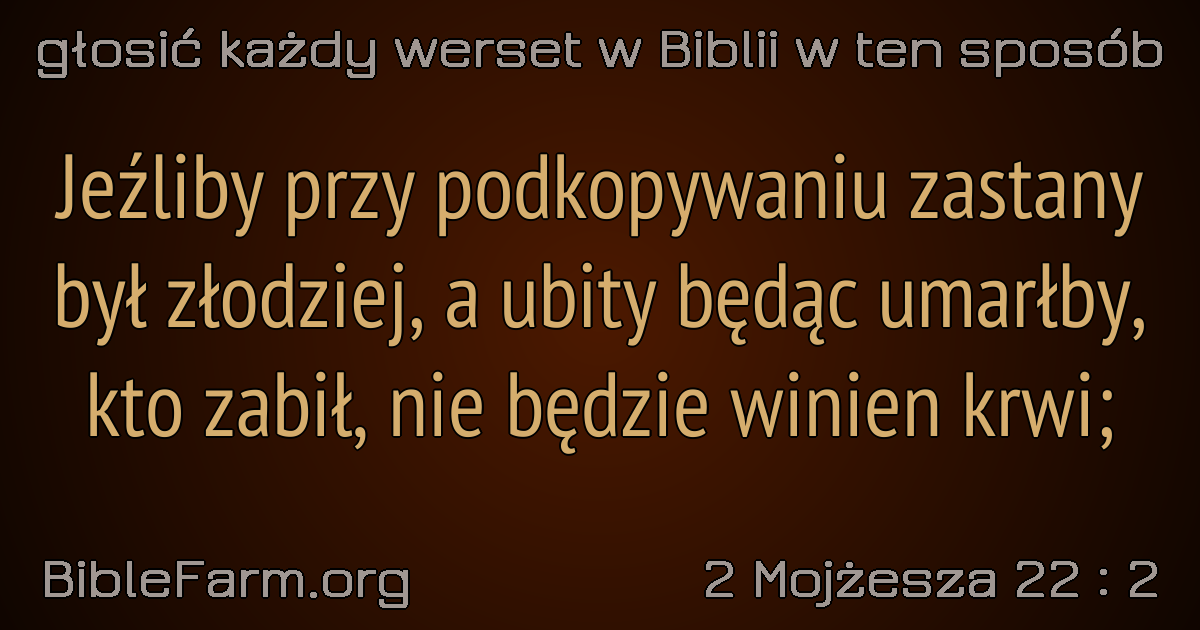 głosić każdy werset w Biblii w ten sposób
Jeźliby przy podkopywaniu zastany
był złodziej, a ubity będąc umarłby,
kto zabił, nie będzie winien krwi;
BibleFarm.org
2 Mojżesza 22 : 2